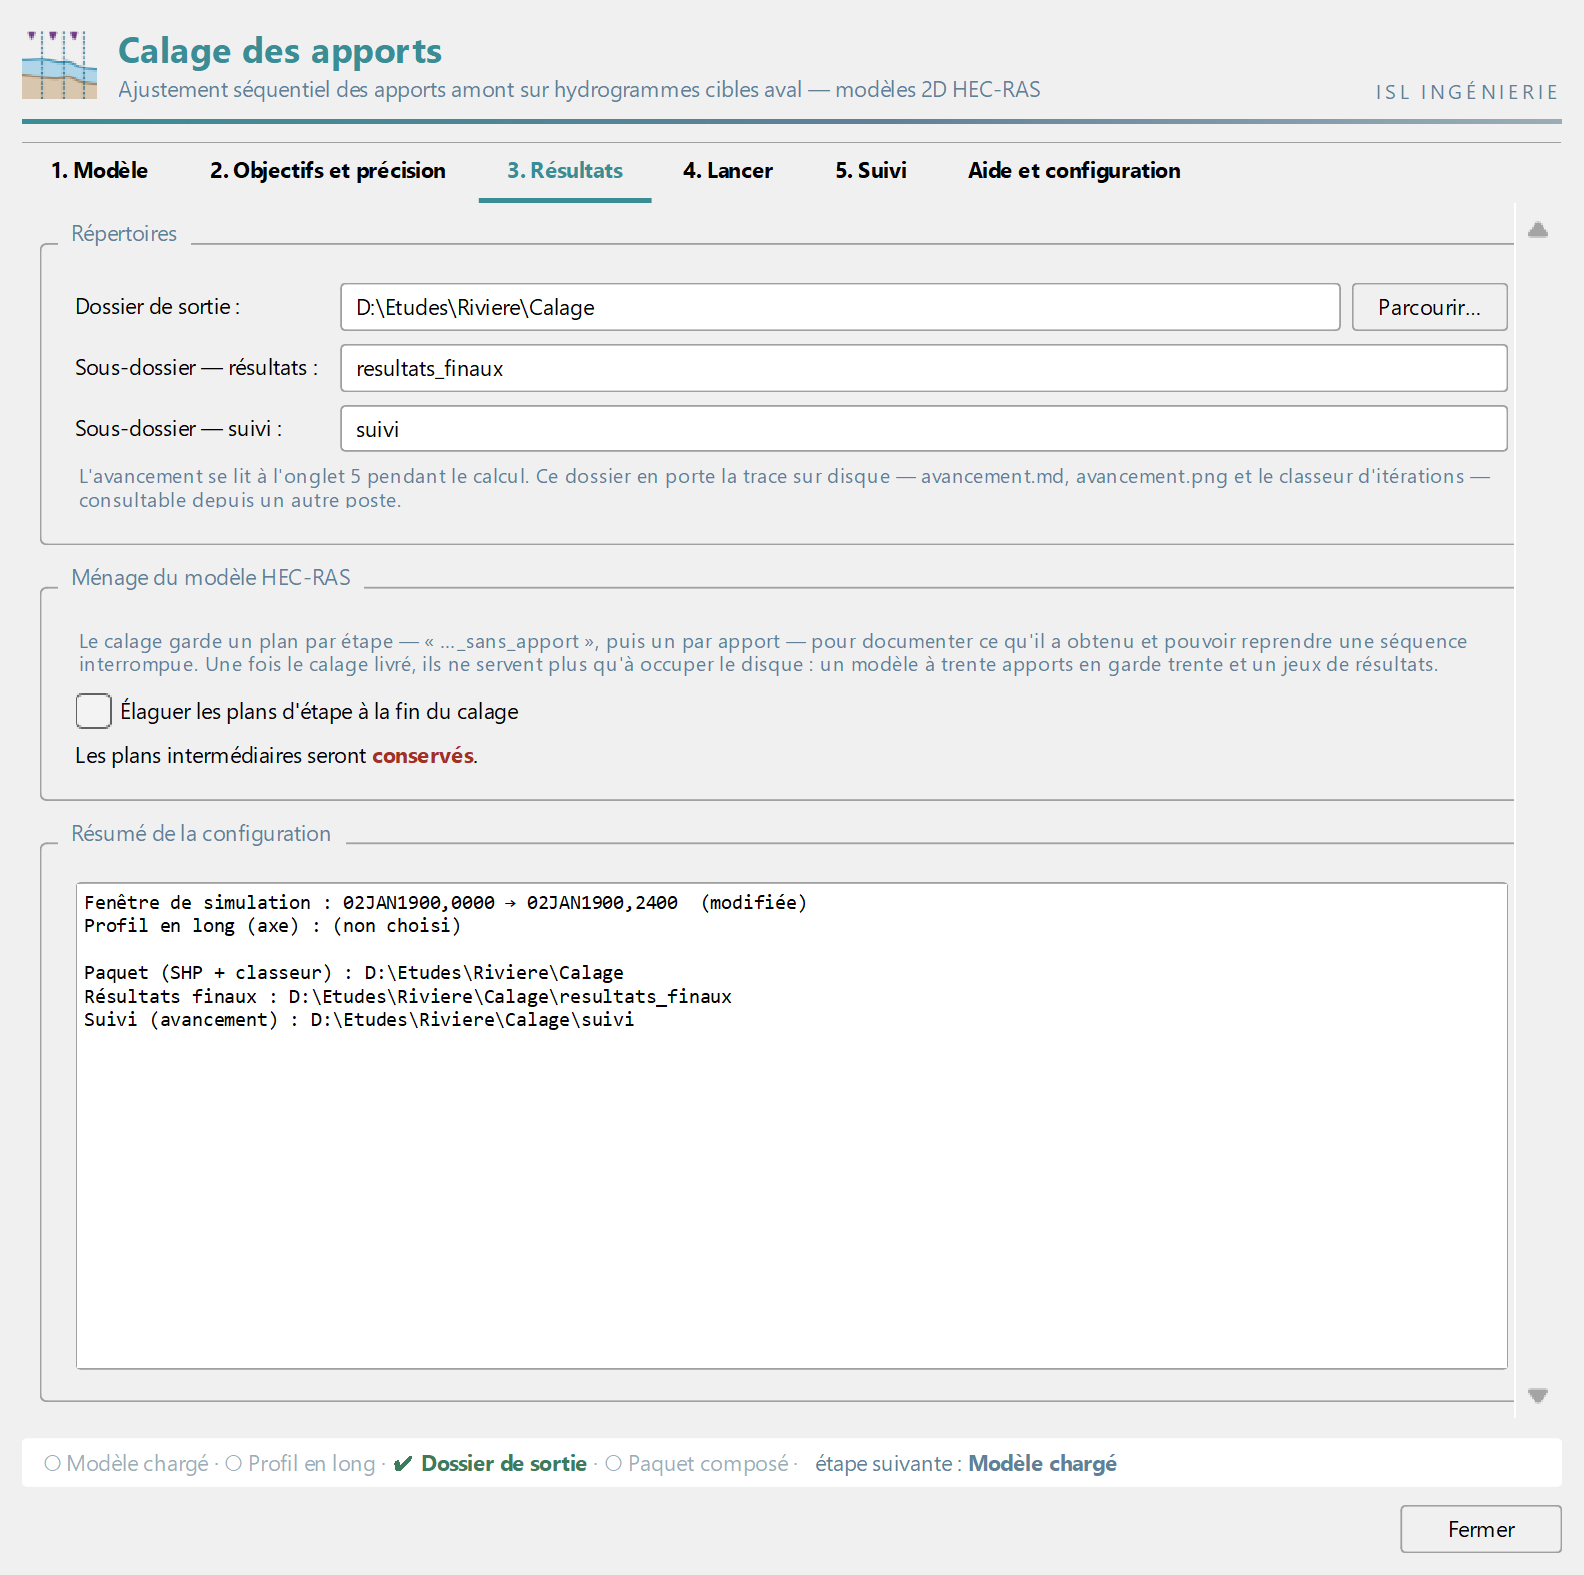 Calage des apports
Ajustement séquentiel des apports amont sur hydrogrammes cibles aval — modèles 2D HEC-RAS
ISL INGÉNIERIE
1. Modèle
2. Objectifs et précision
3. Résultats
4. Lancer
5. Suivi
Aide et configuration
Répertoires
Dossier de sortie :
D:\Etudes\Riviere\Calage
Parcourir...
Sous-dossier — résultats :
resultats_finaux
Sous-dossier — suivi :
suivi
L'avancement se lit à l'onglet 5 pendant le calcul. Ce dossier en porte la trace sur disque — avancement.md, avancement.png et le classeur d'itérations —
consultable depuis un autre poste.
Ménage du modèle HEC-RAS
Le calage garde un plan par étape — « ..._sans_apport », puis un par apport — pour documenter ce qu'il a obtenu et pouvoir reprendre une séquence
interrompue. Une fois le calage livré, ils ne servent plus qu'à occuper le disque : un modèle à trente apports en garde trente et un jeux de résultats.
Élaguer les plans d'étape à la fin du calage
Les plans intermédiaires seront conservés.
Résumé de la configuration
Fenêtre de simulation : 02JAN1900,0000 → 02JAN1900,2400  (modifiée)
Profil en long (axe) : (non choisi)
Paquet (SHP + classeur) : D:\Etudes\Riviere\Calage
Résultats finaux : D:\Etudes\Riviere\Calage\resultats_finaux
Suivi (avancement) : D:\Etudes\Riviere\Calage\suivi
○ Modèle chargé · ○ Profil en long · ✔ Dossier de sortie · ○ Paquet composé · étape suivante : Modèle chargé
Fermer